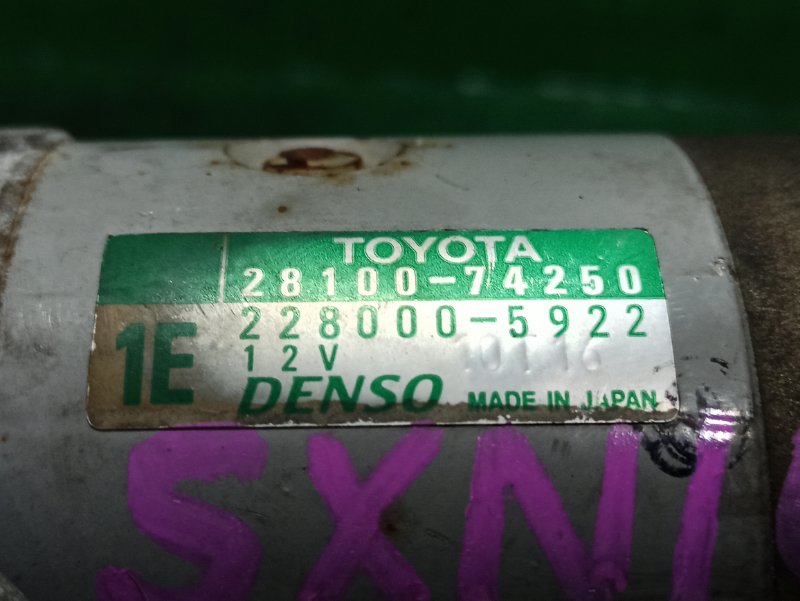 TOYOTA
28100-74250
1E
228000-5922
12V
DENSO MADE IN JAPAN
SXN1